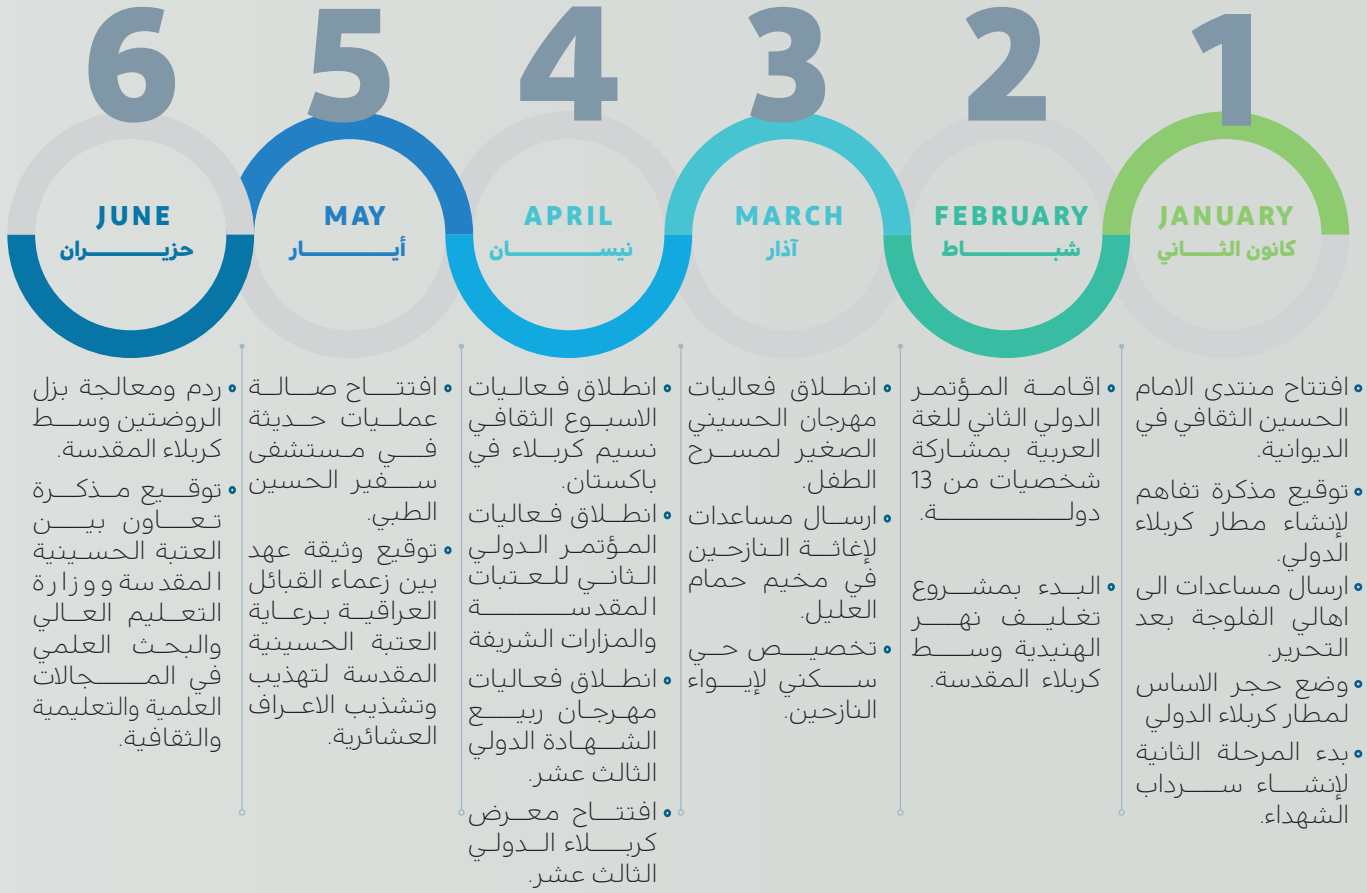 1
JANUARY
كانون الثاني
افتتاح منتدى الامام
الحسين الثقافي في
الديوانية.
توقيع مذكرة تفاهم
لإنشاء مطار كربلاء
الدولي.
ارسال مساعدات الى
اهالي الفلوجة بعد
التحرير.
وضع حجر الاساس
لمطار كربلاء الدولي
بدء المرحلة الثانية
لإنشاء سرداب
الشهداء.
2
FEBRUARY
شباط
اقامة المؤتمر
الدولي الثاني للغة
العربية بمشاركة
شخصيات من 13
دولة.
البدء بمشروع
تغليف نهر
الهنيدية وسط
كربلاء المقدسة.
3
MARCH
آذار
انطلاق فعاليات
مهرجان الحسيني
الصغير لمسرح
الطفل.
ارسال مساعدات
لإغاثة النازحين
في مخيم حمام
العليل.
تخصيص حي
سكني لإيواء
النازحين.
4
APRIL
نيسان
انطلاق فعاليات
الاسبوع الثقافي
نسيم كربلاء في
باكستان.
انطلاق فعاليات
المؤتمر الدولي
الثاني للعتبات
المقدسة
والمزارات الشريفة
انطلاق فعاليات
مهرجان ربيع
الشهادة الدولي
الثالث عشر.
افتتاح معرض
كربلاء الدولي
الثالث عشر.
5
MAY
أيار
افتتاح صالة
عمليات حديثة
في مستشفى
سفير الحسين
الطبي.
توقيع وثيقة عهد
بين زعماء القبائل
العراقية برعاية
العتبة الحسينية
المقدسة لتهذيب
وتشذيب الاعراف
العشائرية.
6
JUNE
حزيران
ردم ومعالجة بزل
الروضتين وسط
كربلاء المقدسة.
توقيع مذكرة
تعاون بين
العتبة الحسينية
المقدسة ووزارة
التعليم العالي
والبحث العلمي
في المجالات
العلمية والتعليمية
والثقافية.